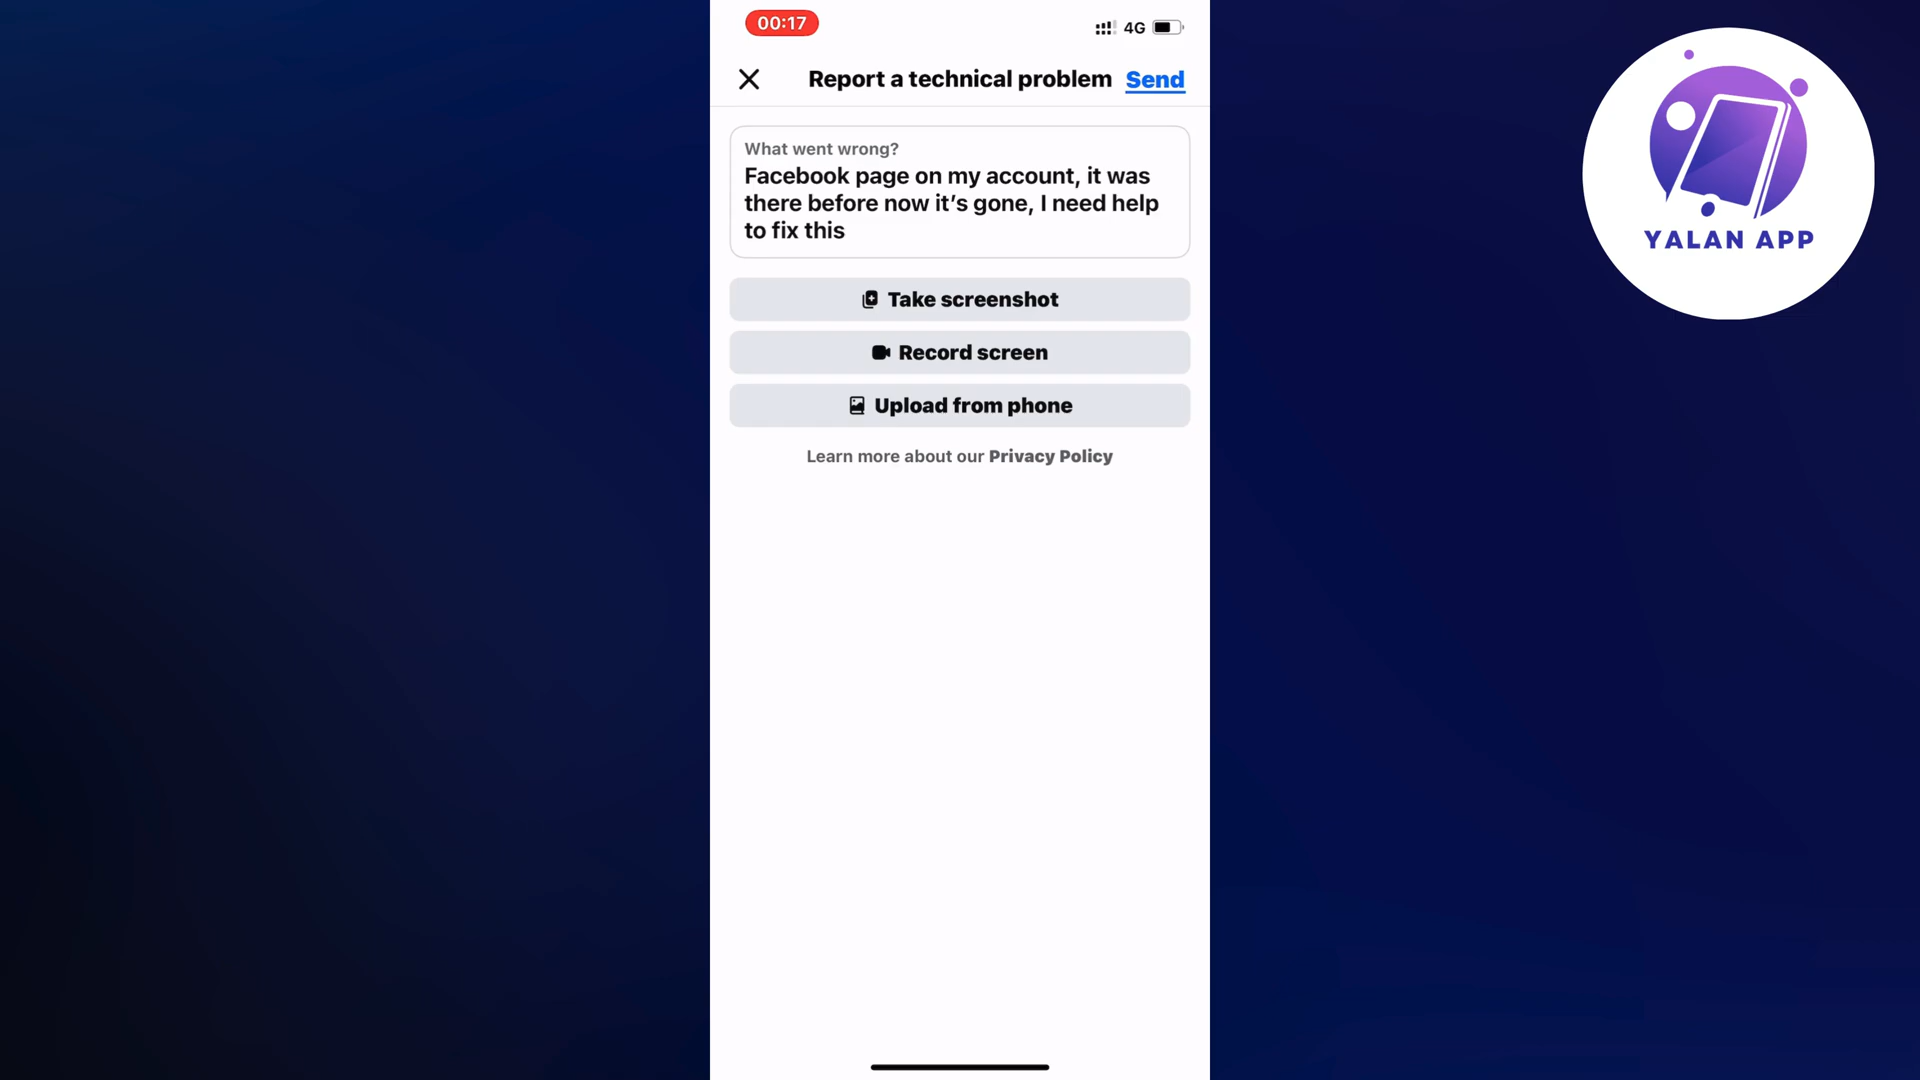 00:17
4G
Report a technical problem
Send
What went wrong?
Facebook page on my account, it was
there before now it’s gone, I need help
to fix this
Take screenshot
Record screen
Upload from phone
Learn more about our Privacy Policy
YALAN APP